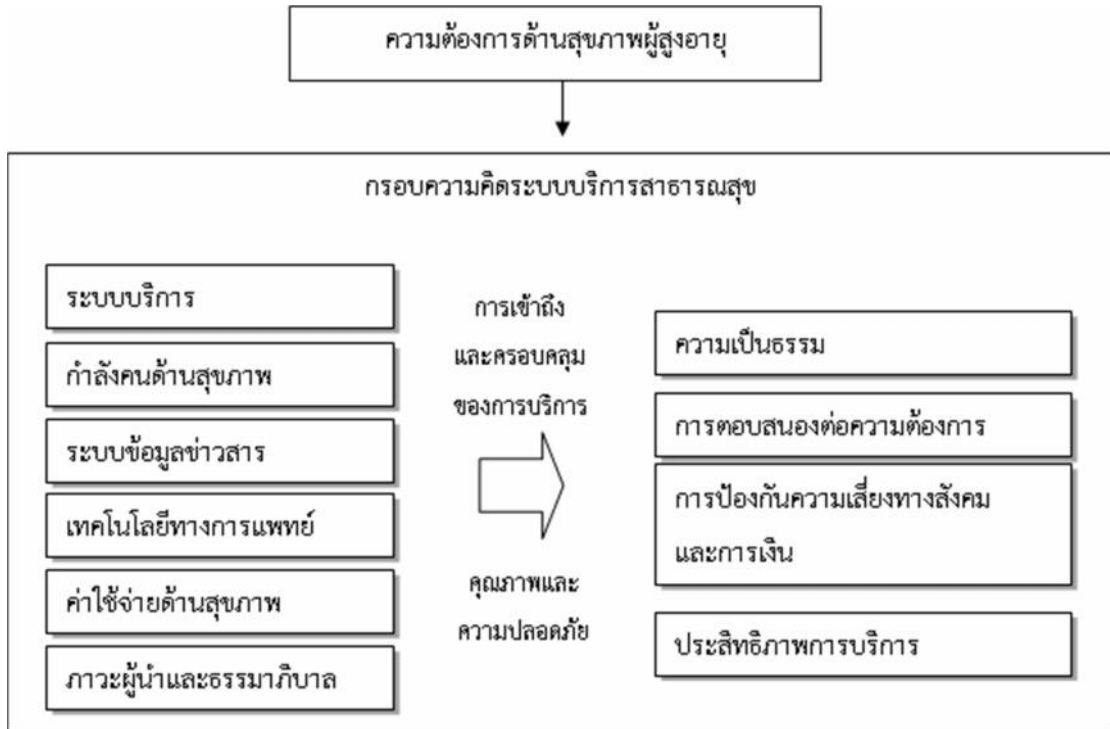 ความต้องการด้านสุขภาพผู้สูงอายุ
กรอบความคิดระบบบริการสาธารณสุข
ระบบบริการ
กำลังคนด้านสุขภาพ
ระบบข้อมูลข่าวสาร
เทคโนโลยีทางการแพทย์
ค่าใช้จ่ายด้านสุขภาพ
ภาวะผู้นำและธรรมาภิบาล
การเข้าถึง
และครอบคลุม
ของการบริการ
คุณภาพและ
ความปลอดภัย
ความเป็นธรรม
การตอบสนองต่อความต้องการ
การป้องกันความเสี่ยงทางสังคม
และการเงิน
ประสิทธิภาพการบริการ